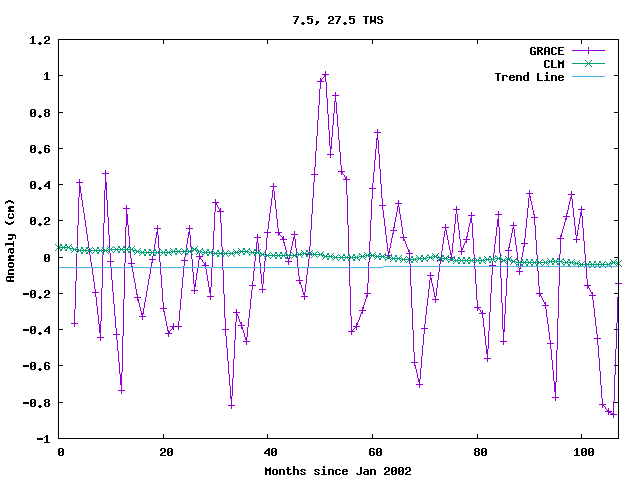 7.5, 27.5 TWS
GRACE
CLM
Trend Line
Anomaly (cm)
1.2
1
0.8
0.6
0.4
0.2
0
-0.2
-0.4
-0.6
-0.8
-1
0 20 40 60 80 100
Months since Jan 2002